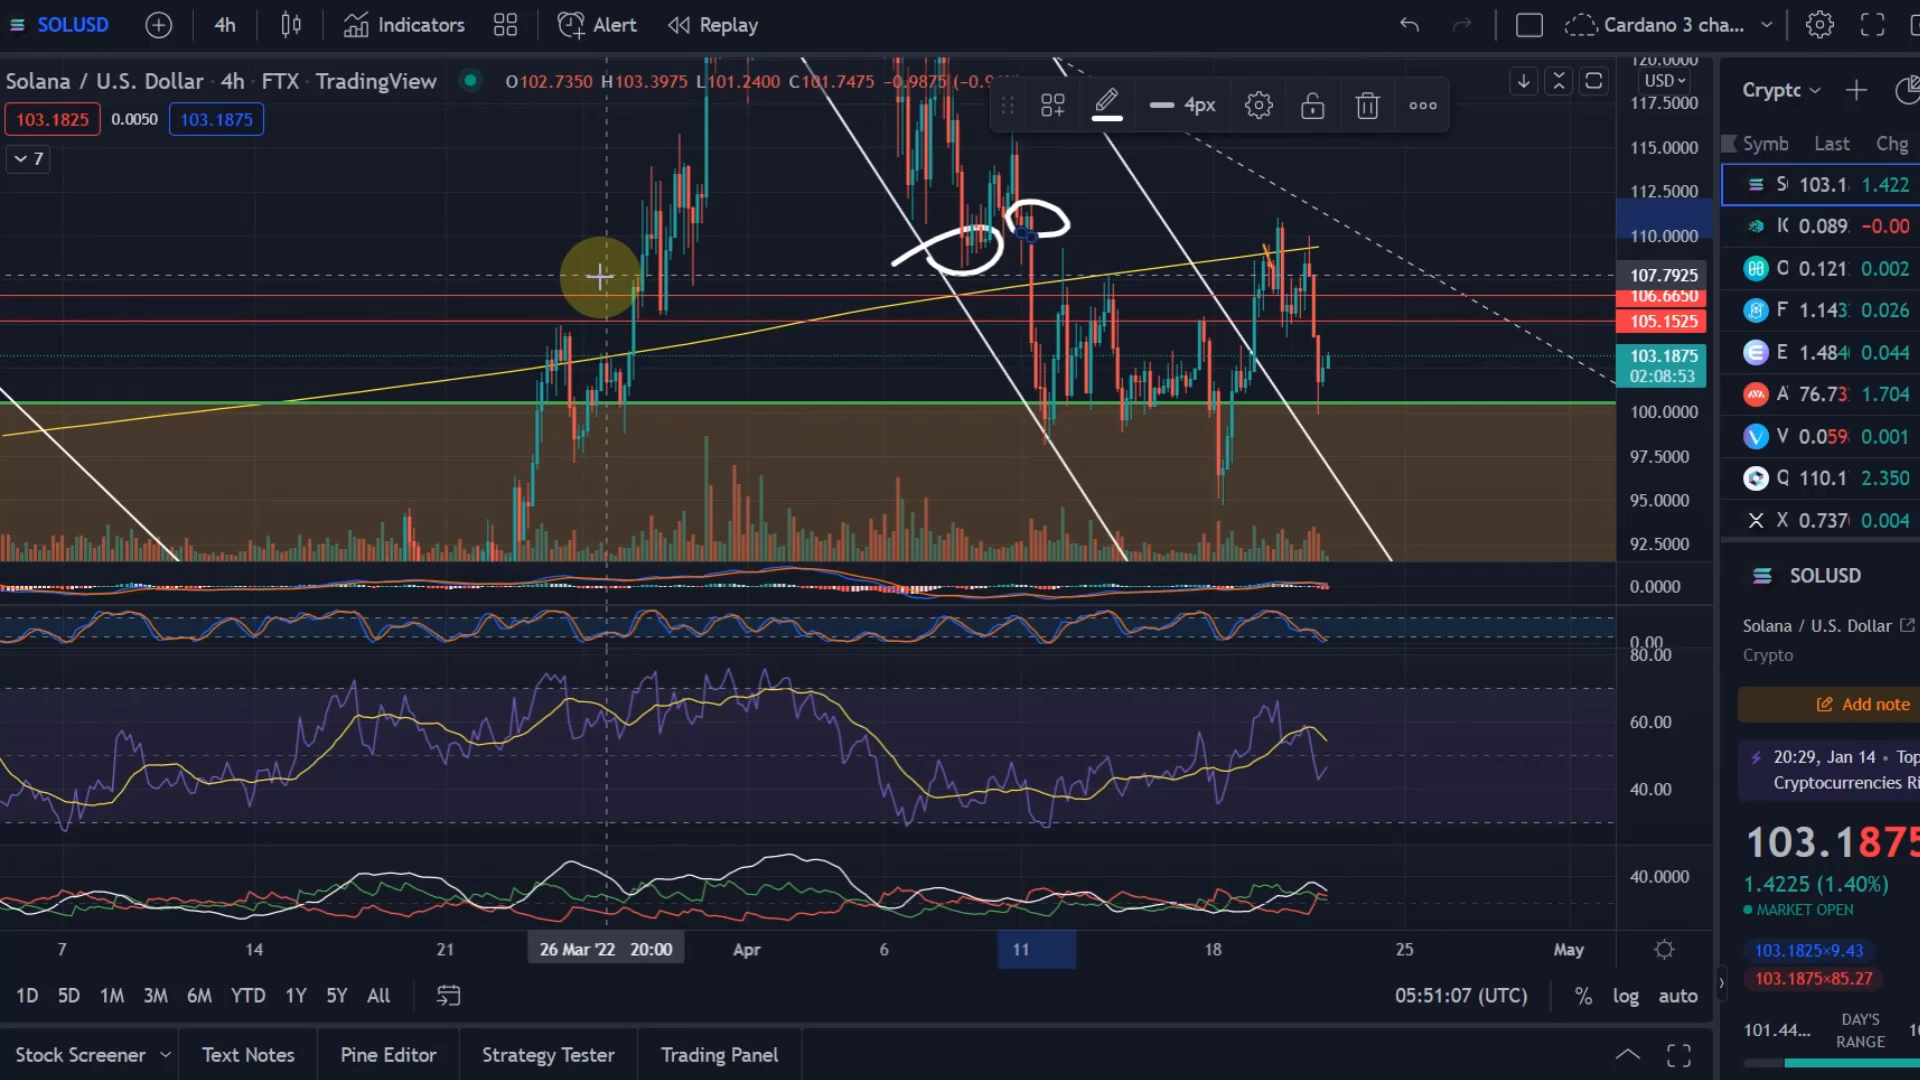 SOLUSD 4h Indicators Alert Replay Cardano 3 cha...
Solana / U.S. Dollar · 4h · FTX · TradingView O102.7350 H103.3975 L101.2400 C101.7475 −0.9875
103.1825 0.0050 103.1875
7
4px
USD
120.0000
117.5000
115.0000
112.5000
110.0000
107.7925
106.6650
105.1525
103.1875
02:08:53
100.0000
97.5000
95.0000
92.5000
0.0000
0.00
80.00
60.00
40.00
40.0000
7 14 21 26 Mar '22 20:00 Apr 6 11 18 25 May
1D 5D 1M 3M 6M YTD 1Y 5Y All 05:51:07 (UTC) % log auto
Stock Screener Text Notes Pine Editor Strategy Tester Trading Panel
Symb Last Chg
103.1 1.422
0.089 −0.00
O 0.121 0.002
F 1.143 0.026
E 1.484 0.044
76.73 1.704
V 0.059 0.001
Q 110.1 2.350
X 0.737 0.004
SOLUSD
Solana / U.S. Dollar
Crypto
Add note
20:29, Jan 14 • Top
Cryptocurrencies Ri
103.1875
1.4225 (1.40%)
MARKET OPEN
103.1825×9.43
103.1875×85.27
101.44... DAY'S
RANGE